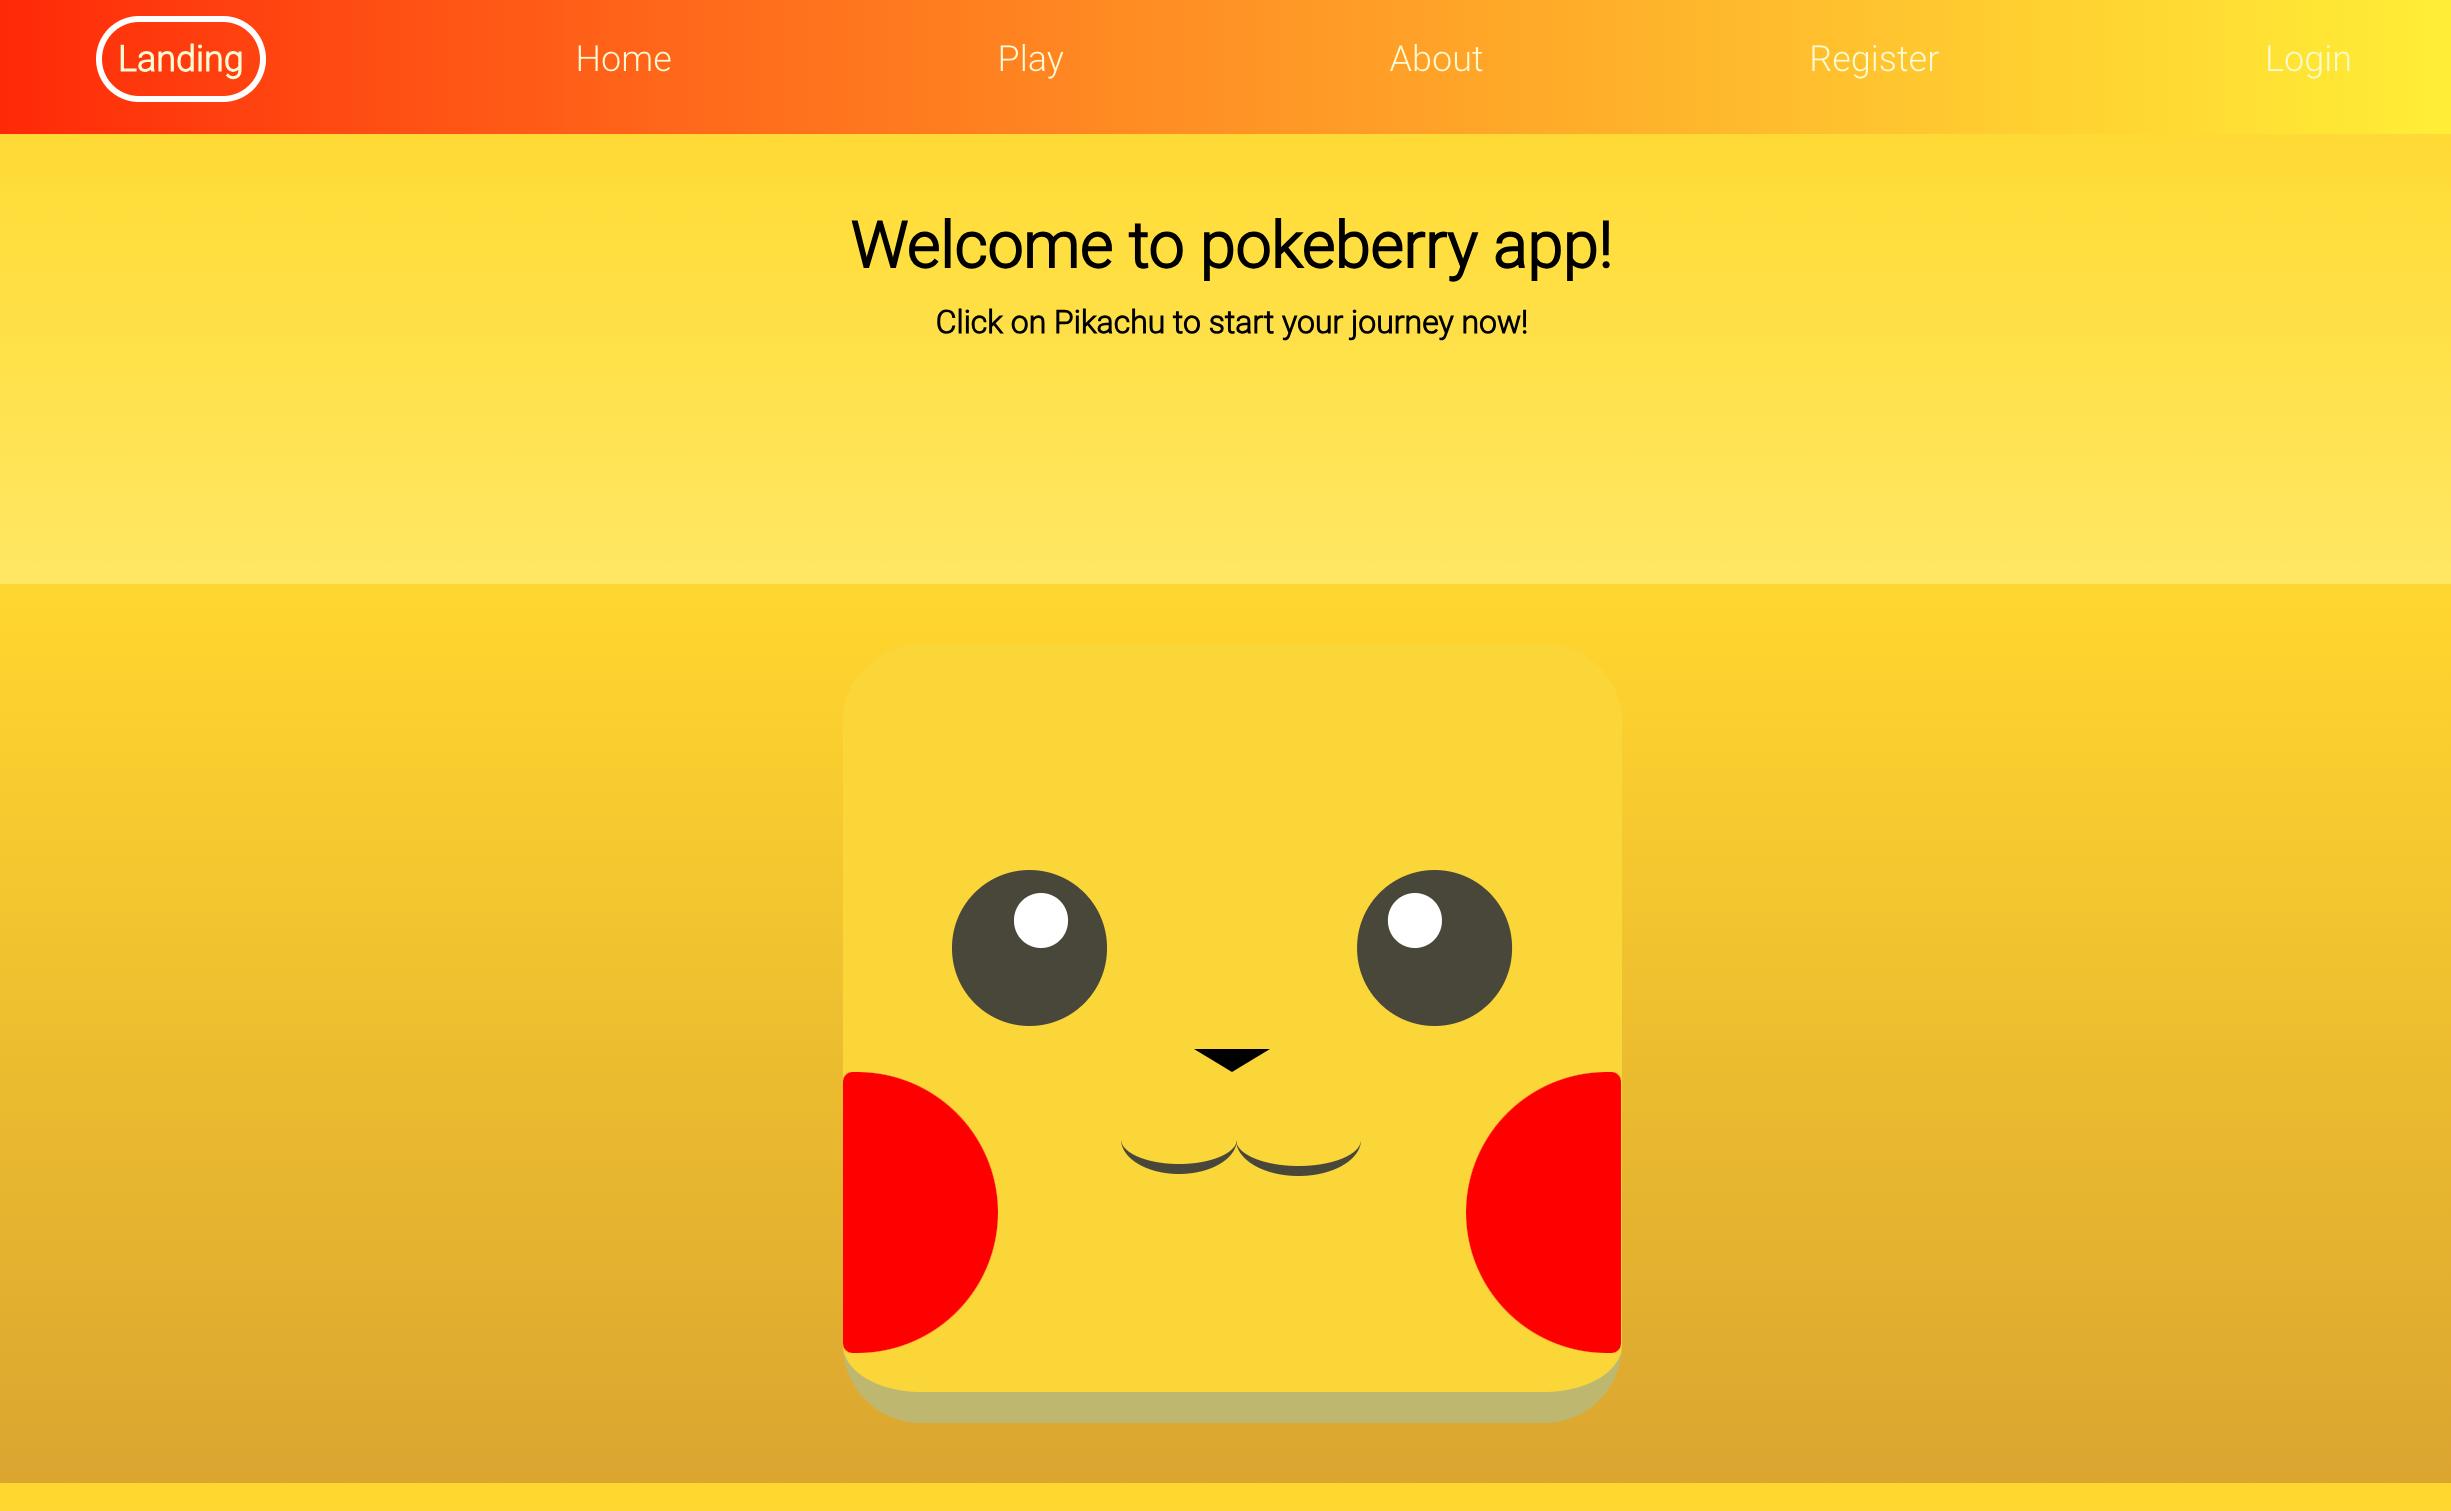 Landing Home Play About Register Login
Welcome to pokeberry app!
Click on Pikachu to start your journey now!